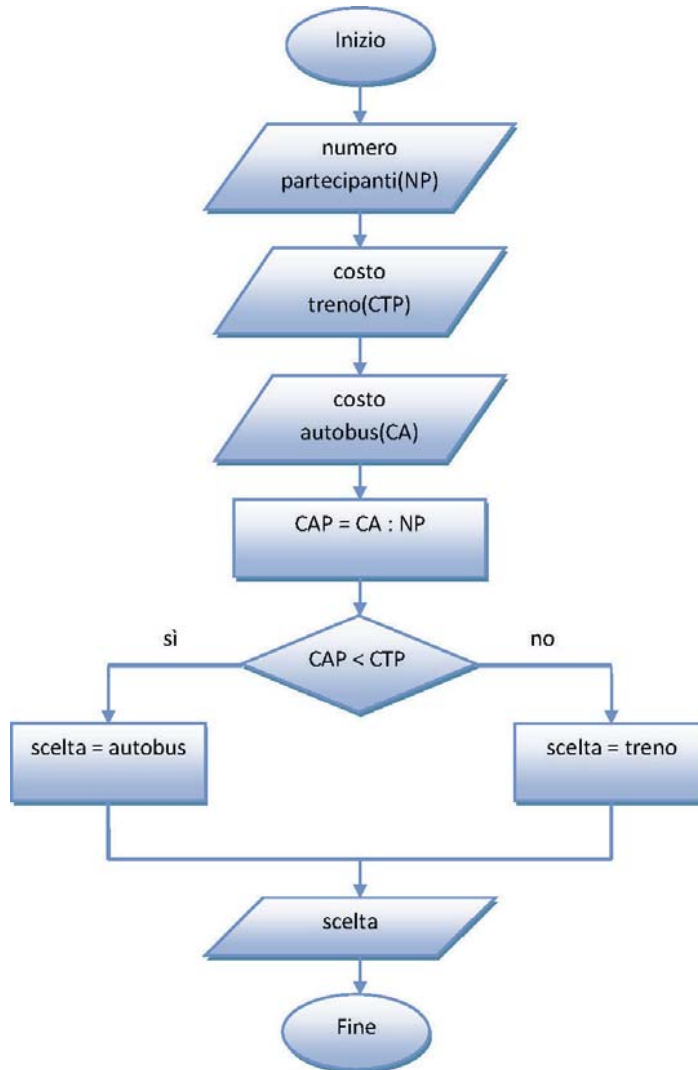 Inizio
numero
partecipanti(NP)
costo
treno(CTP)
costo
autobus(CA)
CAP = CA : NP
sì
CAP < CTP
no
scelta = autobus
scelta = treno
scelta
Fine